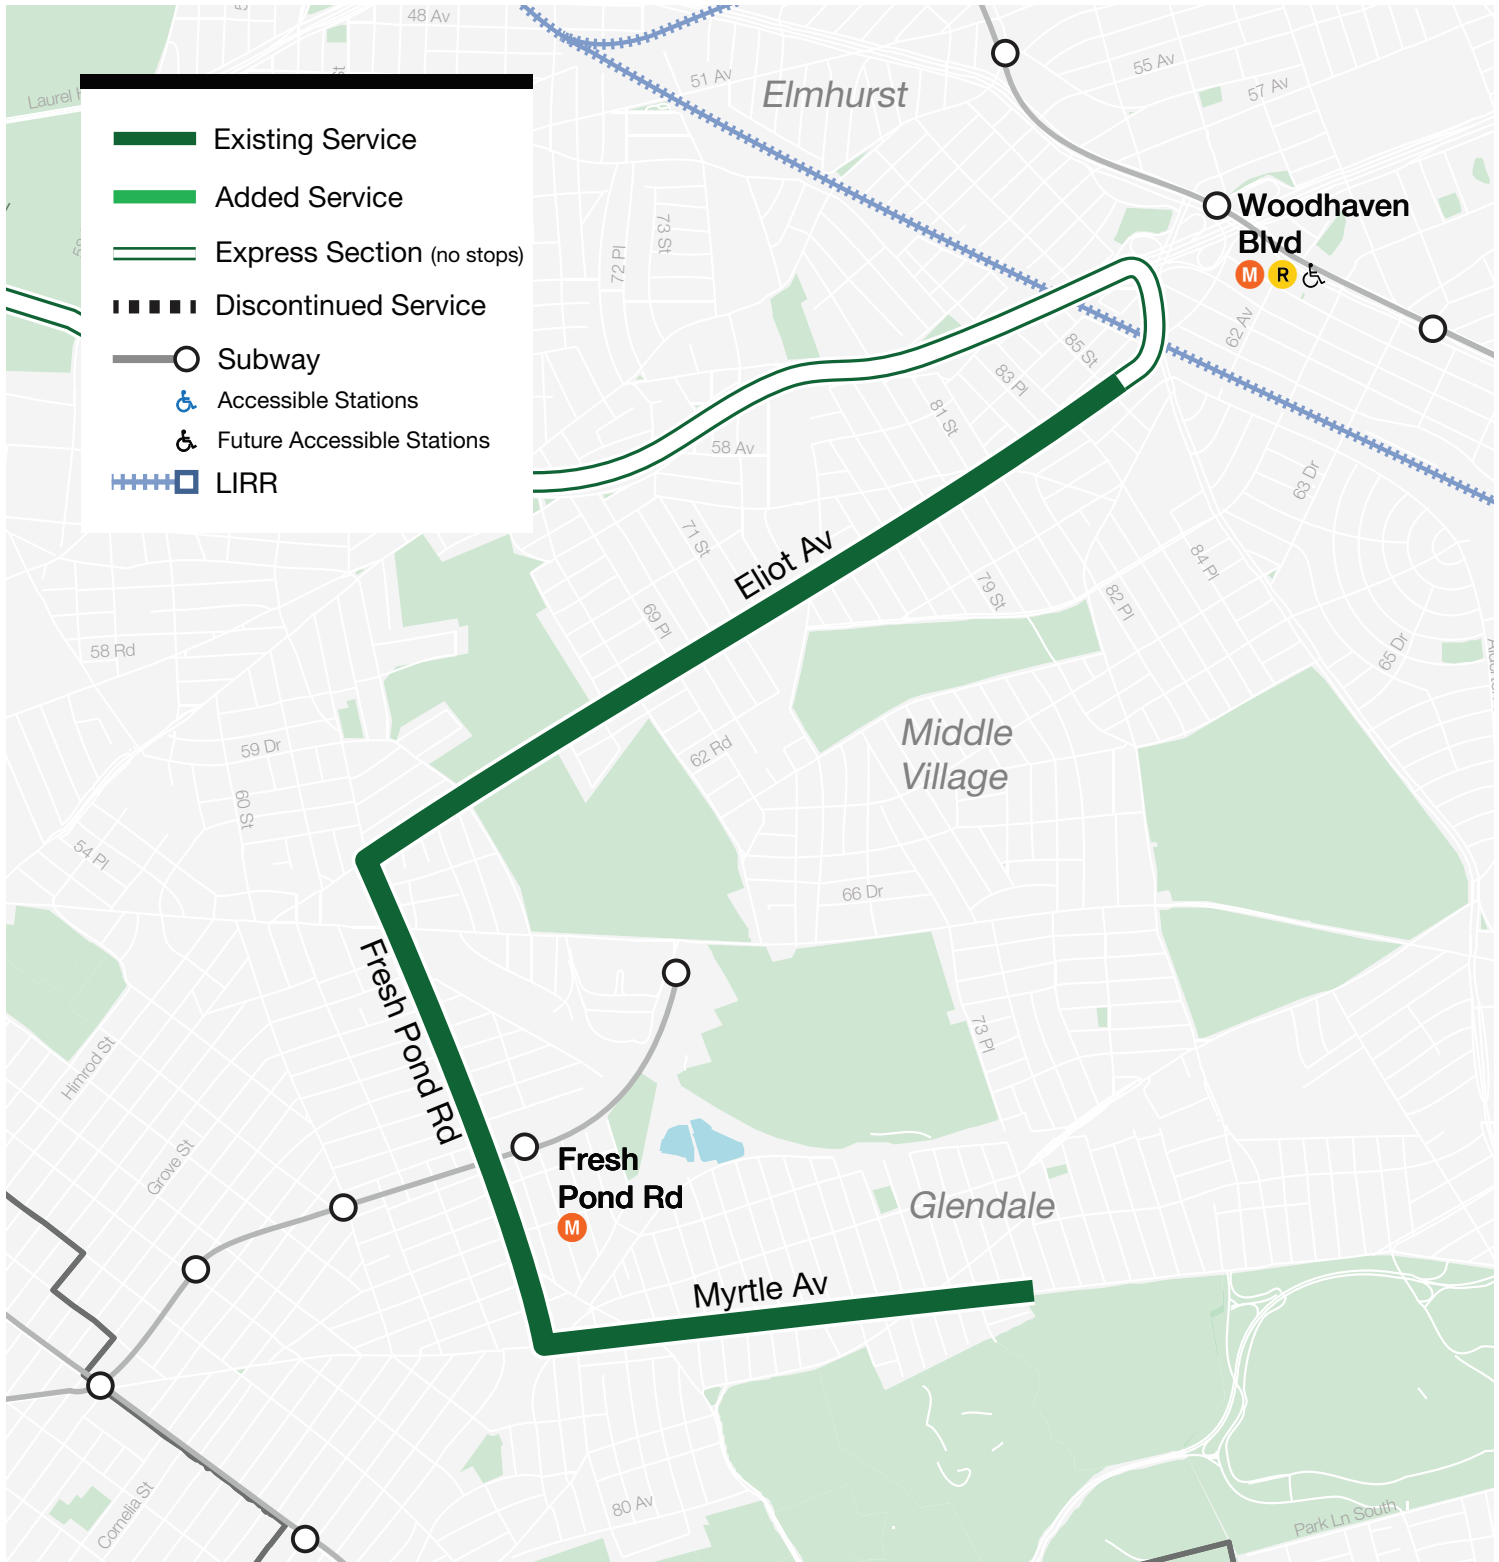 48 Av
51 Av
Elmhurst
55 Av
57 Av
Laurel H
Existing Service
Added Service
Express Section (no stops)
Discontinued Service
Subway
Accessible Stations
Future Accessible Stations
LIRR
73 St
72 Pl
Woodhaven
Blvd
M R
62 Av
85 St
83 Pl
81 St
58 Av
63 Dr
71 St
Eliot Av
84 Pl
79 St
82 Pl
69 Pl
58 Rd
65 Dr
Middle
Village
62 Rd
59 Dr
60 St
54 Pl
66 Dr
Fresh Pond Rd
73 Pl
Himrod St
Grove St
Fresh
Pond Rd
M
Glendale
Myrtle Av
80 Av
Cornelia St
Park Ln South